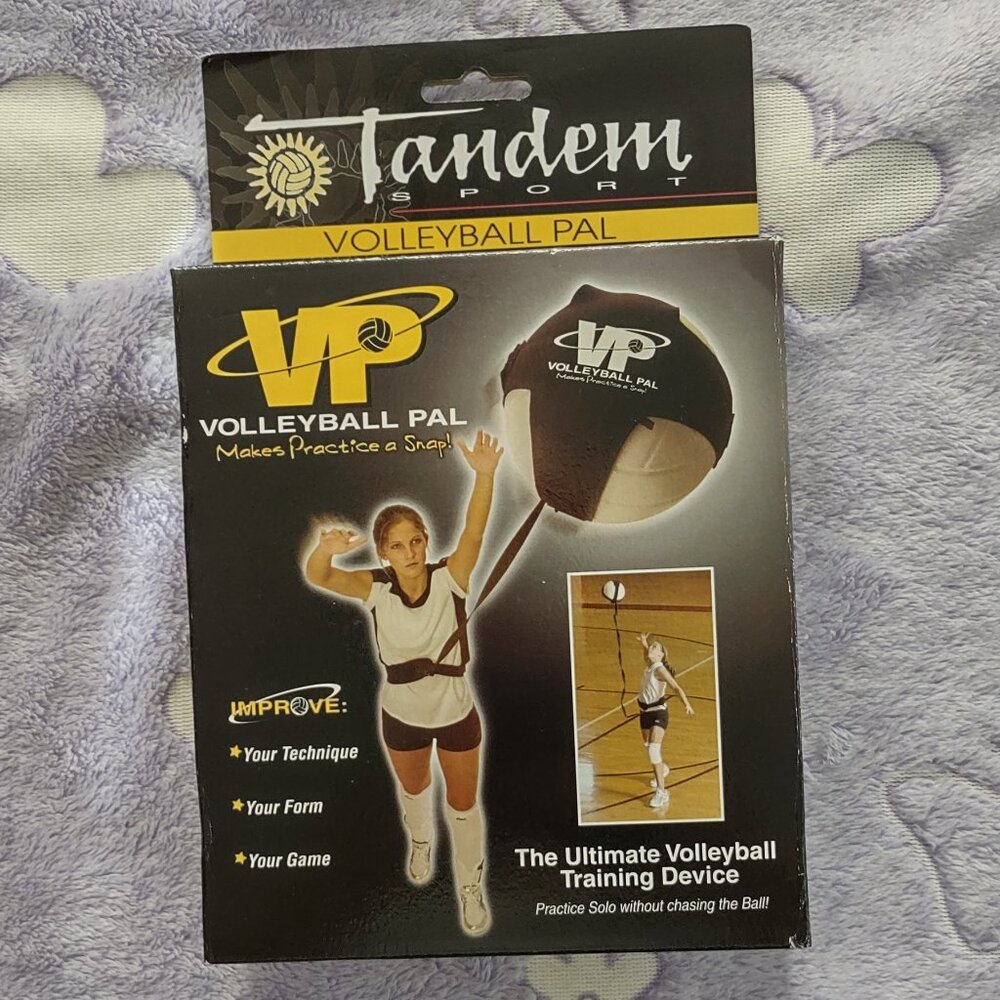 Tandem
SPORT
VOLLEYBALL PAL
VP
VOLLEYBALL PAL
Makes Practice a Snap!
VP
VOLLEYBALL PAL
Makes Practice a Snap!
IMPROVE:
Your Technique
Your Form
Your Game
The Ultimate Volleyball
Training Device
Practice Solo without chasing the Ball!